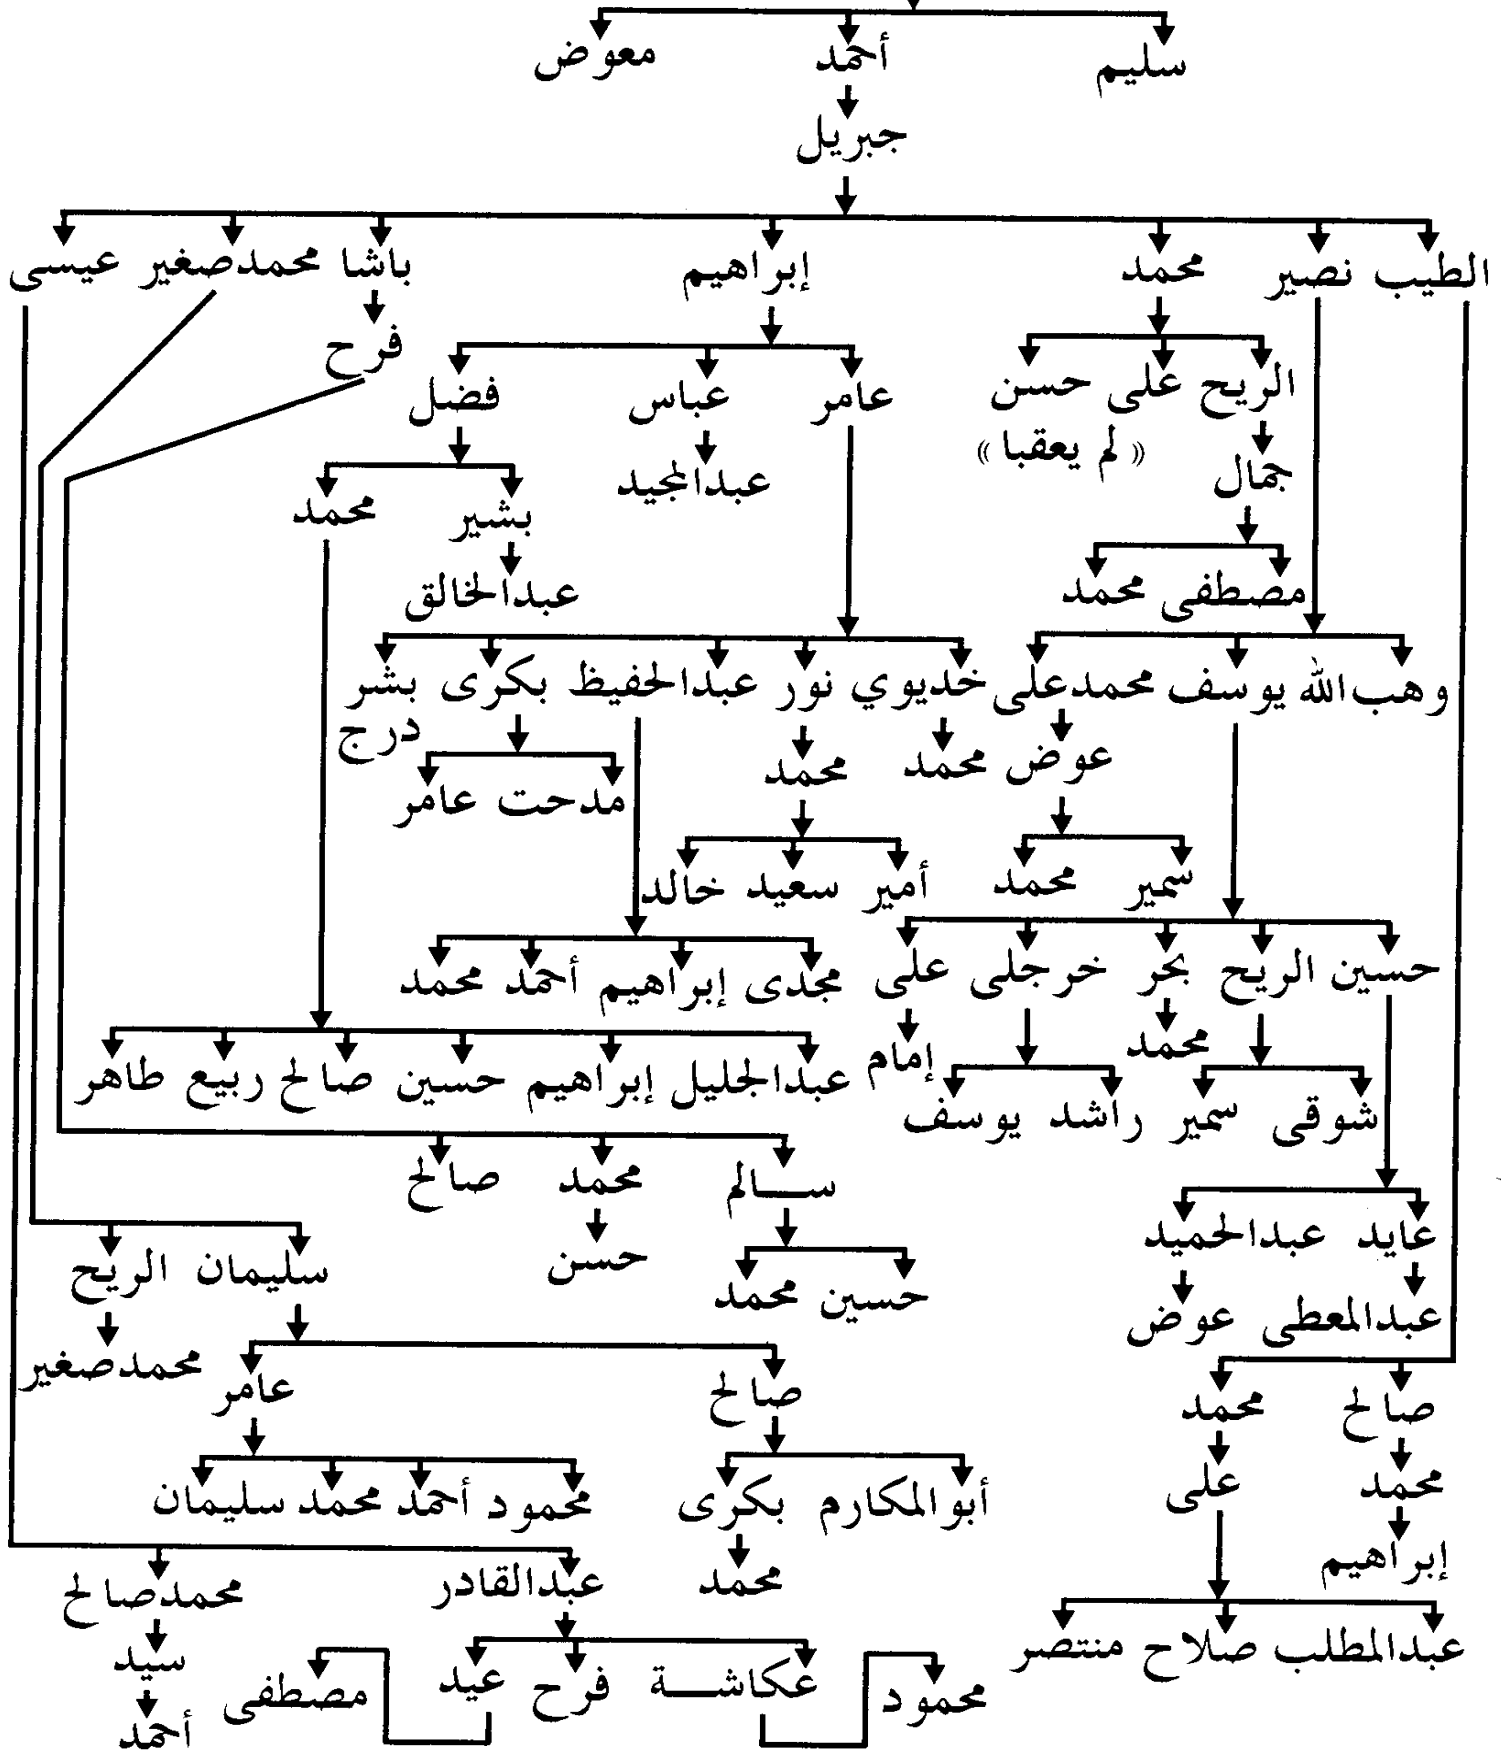 سليم أحمد معوض
جبريل
الطيب نصير محمد إبراهيم باشا محمدصغير عيسى
فرح
الريح على حسن عامر عباس فضل
« لم يعقبا »
جمال عبدالمجيد بشير محمد
مصطفى محمد عبدالخالق
وهب الله يوسف محمدعلى خديوي نور عبدالحفيظ بكرى بشر
درج
عوض محمد محمد مدحت عامر
سمير محمد أمير سعيد خالد
حسين الريح بحر خرجلى على مجدى إبراهيم أحمد محمد
محمد إمام
عبدالجليل إبراهيم حسين صالح ربيع طاهر
شوقى سمير راشد يوسف
سالم محمد صالح
عايد عبدالحميد حسن سليمان الريح
عبدالمعطى عوض حسين محمد
محمدصغير
صالح محمد صالح عامر
محمد على أبوالمكارم بكرى محمود أحمد محمد سليمان
إبراهيم محمد عبدالقادر محمدصالح
عبدالمطلب صلاح منتصر سيد
محمود عكاشة فرح عيد مصطفى
أحمد